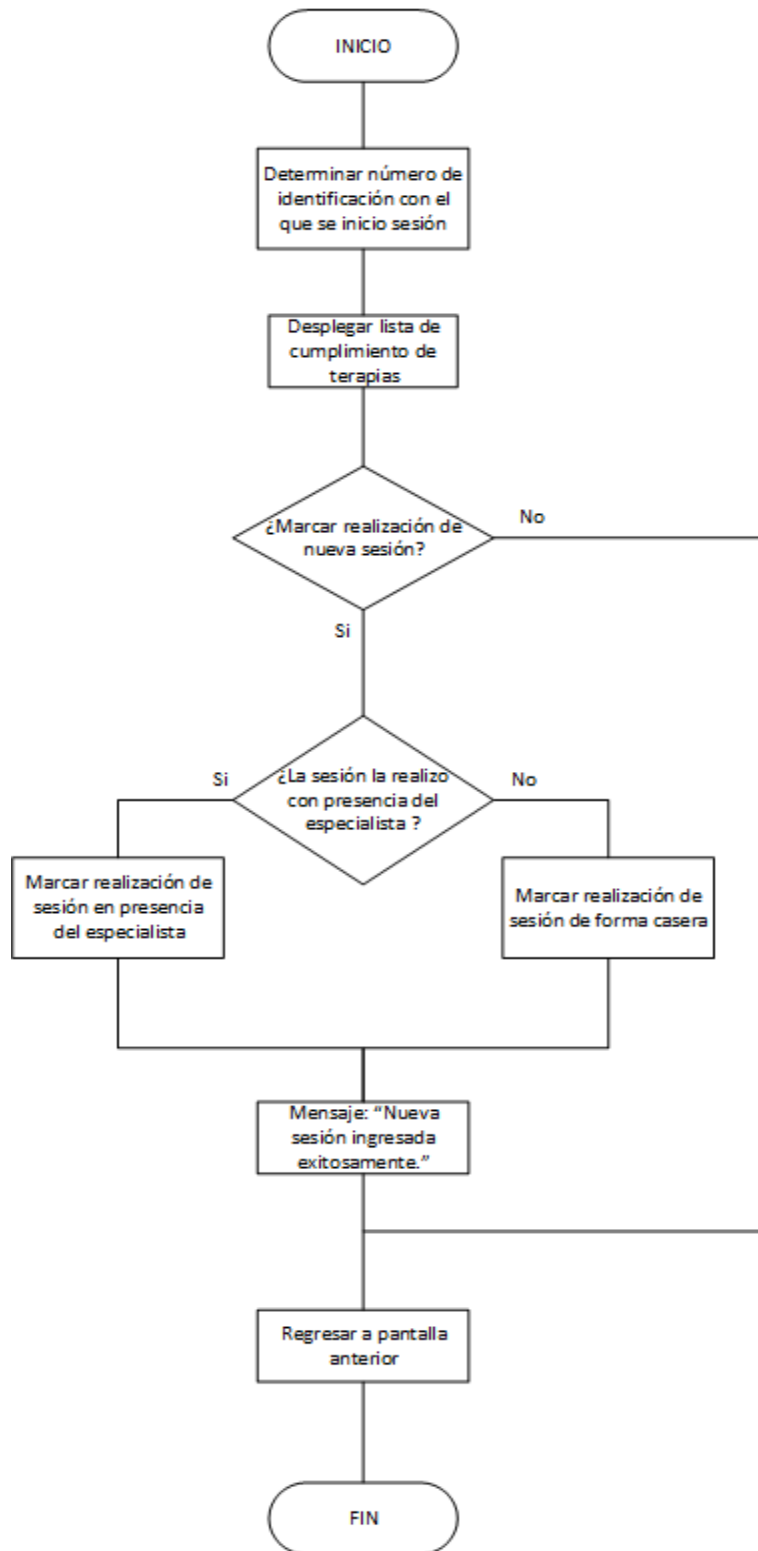 INICIO
Determinar número de
identificación con el
que se inicio sesión
Desplegar lista de
cumplimiento de
terapias
¿Marcar realización de
nueva sesión?
No
Si
¿La sesión la realizo
con presencia del
especialista ?
Si
No
Marcar realización de
sesión en presencia
del especialista
Marcar realización de
sesión de forma casera
Mensaje: “Nueva
sesión ingresada
exitosamente.”
Regresar a pantalla
anterior
FIN